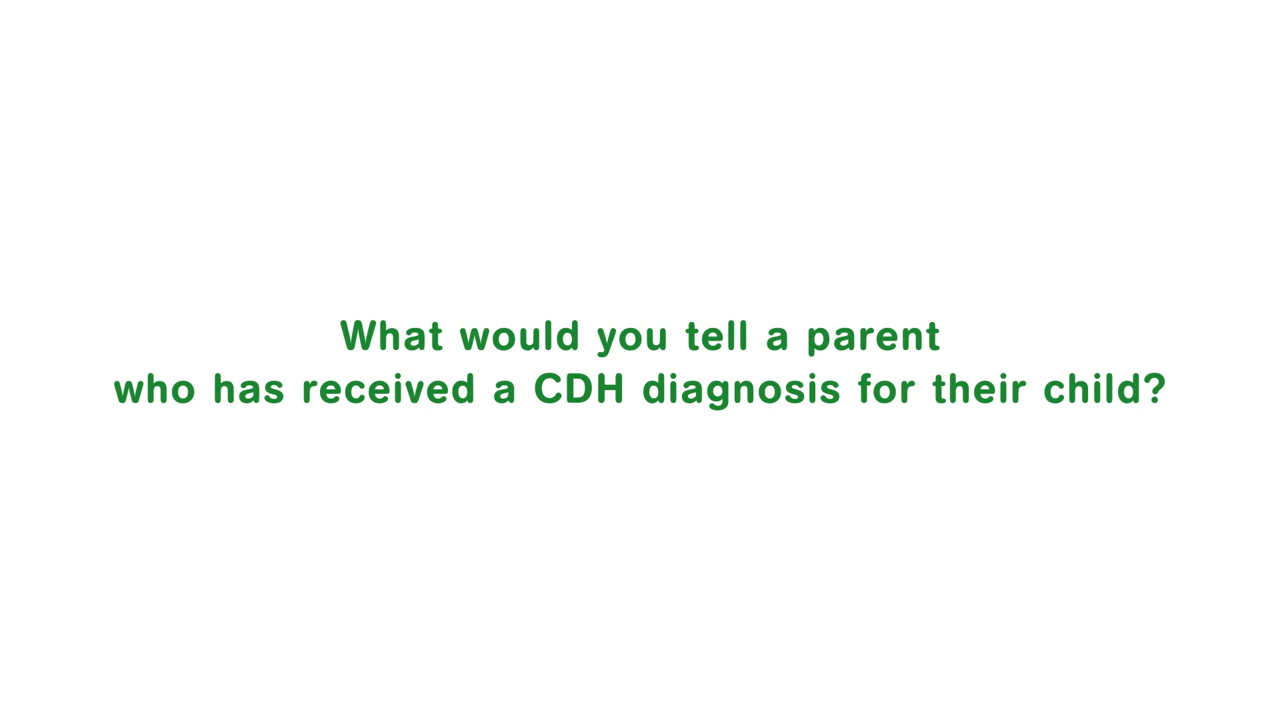 What would you tell a parent
who has received a CDH diagnosis for their child?